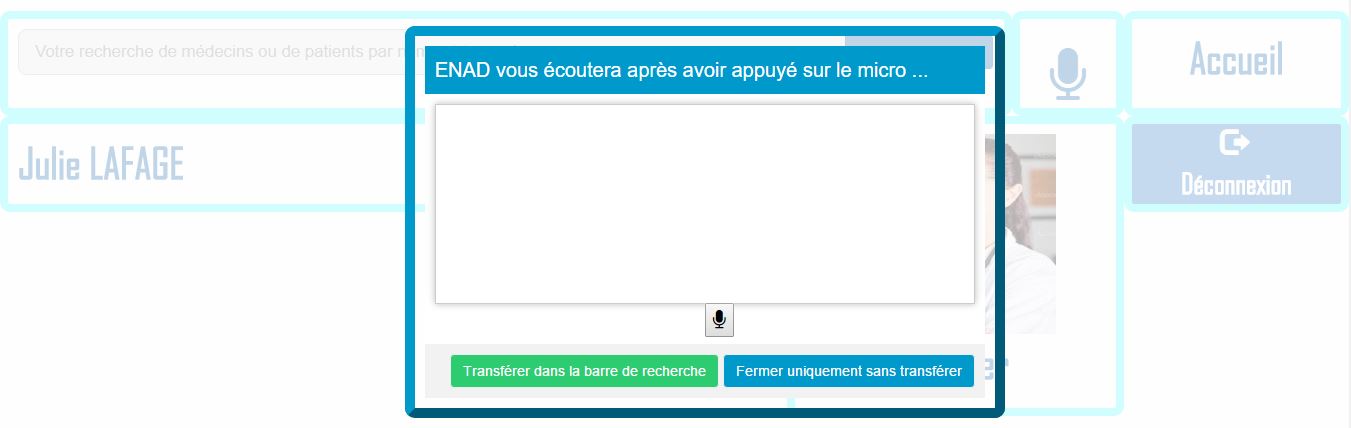 Votre recherche de médecins ou de patients par
Accueil
ENAD vous écoutera après avoir appuyé sur le micro ...
Julie LAFAGE
Déconnexion
Transférer dans la barre de recherche
Fermer uniquement sans transférer